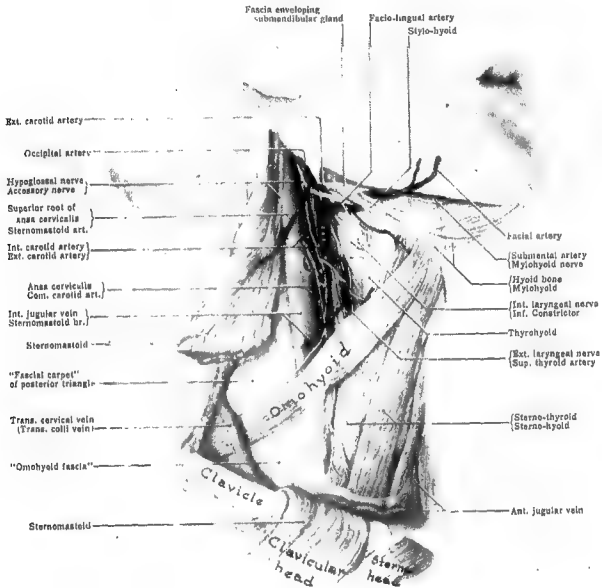 Fascia enveloping
submandibular gland
Facio-lingual artery
Stylo-hyoid
Ext. carotid artery
Occipital artery
Hypoglossal nerve
Accessory nerve
Superior root of
ansa cervicalis
Sternomastoid art.
Int. carotid artery
Ext. carotid artery
Ansa cervicalis
Com. carotid art.
Int. jugular vein
Sternomastoid br.
Sternomastoid
"Fascial carpet"
of posterior triangle
Trans. cervical vein
(Trans. colli vein)
"Omohyoid fascia"
Sternomastoid
Facial artery
Submental artery
Mylohyoid nerve
Hyoid bone
Mylohyoid
Int. laryngeal nerve
Inf. Constrictor
Thyrohyoid
Ext. laryngeal nerve
Sup. thyroid artery
Sterno-thyroid
Sterno-hyoid
Ant. jugular vein
Omohyoid
Clavicle
Clavicular
head
Sternal
head